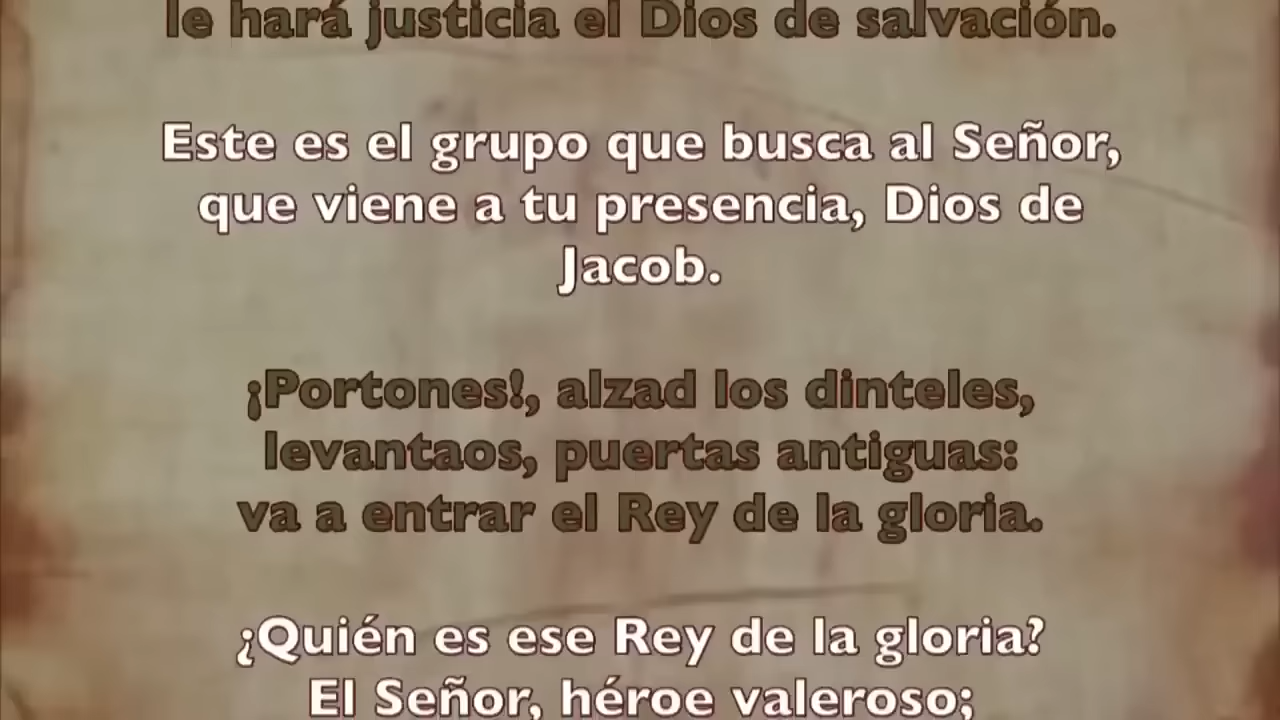 le hará justicia el Dios de salvación.
Este es el grupo que busca al Señor,
que viene a tu presencia, Dios de
Jacob.
¡Portones!, alzad los dinteles,
levantaos, puertas antiguas:
va a entrar el Rey de la gloria.
¿Quién es ese Rey de la gloria?
El Señor, héroe valeroso;